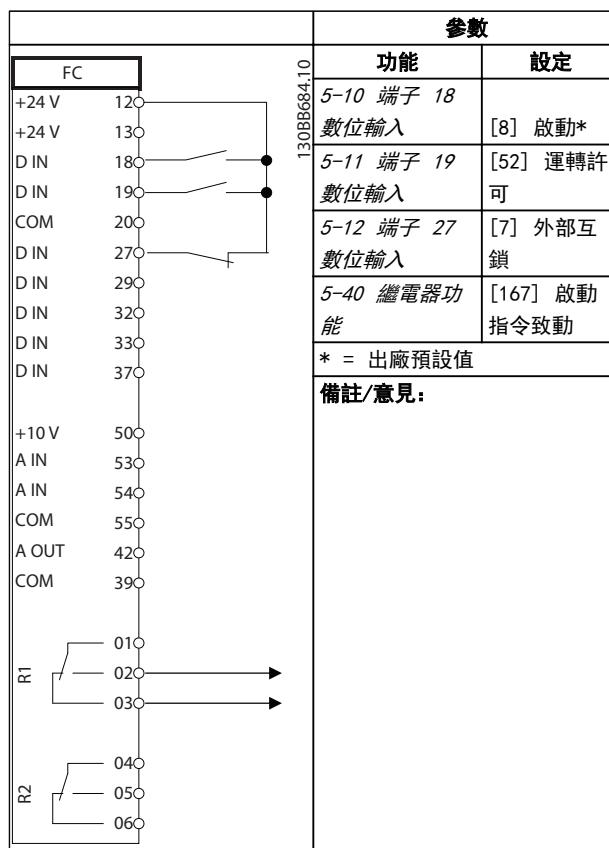 參數
FC
130BB684.10
功能
設定
+24 V 12
+24 V 13
D IN 18
D IN 19
COM 20
D IN 27
D IN 29
D IN 32
D IN 33
D IN 37
+10 V 50
A IN 53
A IN 54
COM 55
A OUT 42
COM 39
R1
01
02
03
R2
04
05
06
5-10 端子 18
數位輸入
[8] 啟動*
5-11 端子 19
數位輸入
[52] 運轉許
可
5-12 端子 27
數位輸入
[7] 外部互
鎖
5-40 繼電器功
能
[167] 啟動
指令致動
* = 出廠預設值
備註/意見: